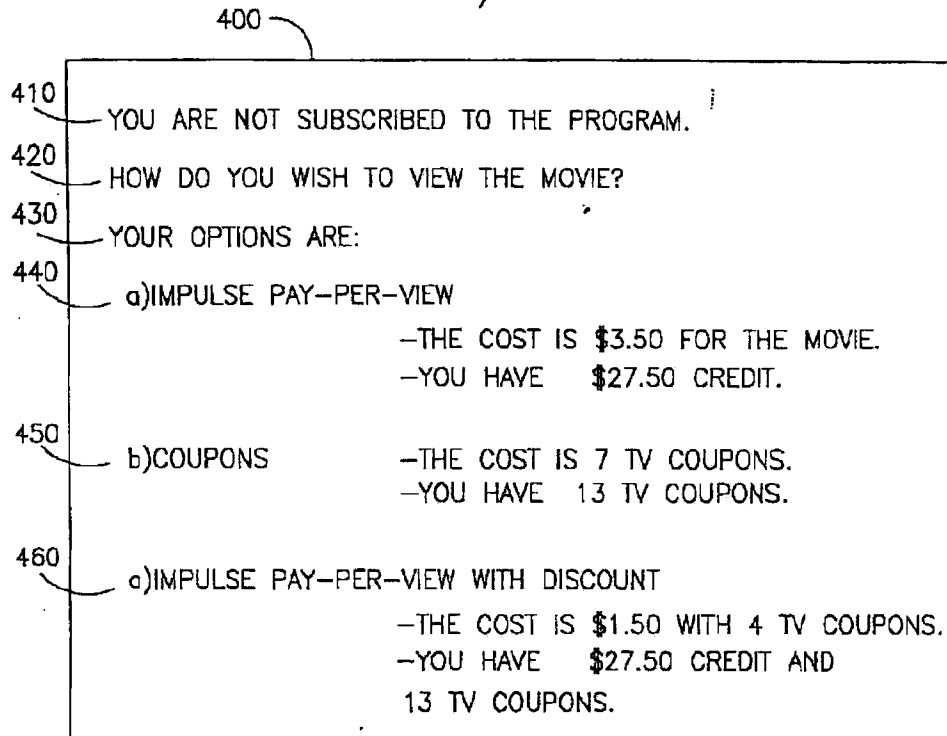 400
410
YOU ARE NOT SUBSCRIBED TO THE PROGRAM.
420
HOW DO YOU WISH TO VIEW THE MOVIE?
430
YOUR OPTIONS ARE:
440
a)IMPULSE PAY-PER-VIEW
-THE COST IS $3.50 FOR THE MOVIE.
-YOU HAVE $27.50 CREDIT.
450
b)COUPONS -THE COST IS 7 TV COUPONS.
-YOU HAVE 13 TV COUPONS.
460
a)IMPULSE PAY-PER-VIEW WITH DISCOUNT
-THE COST IS $1.50 WITH 4 TV COUPONS.
-YOU HAVE $27.50 CREDIT AND
13 TV COUPONS.